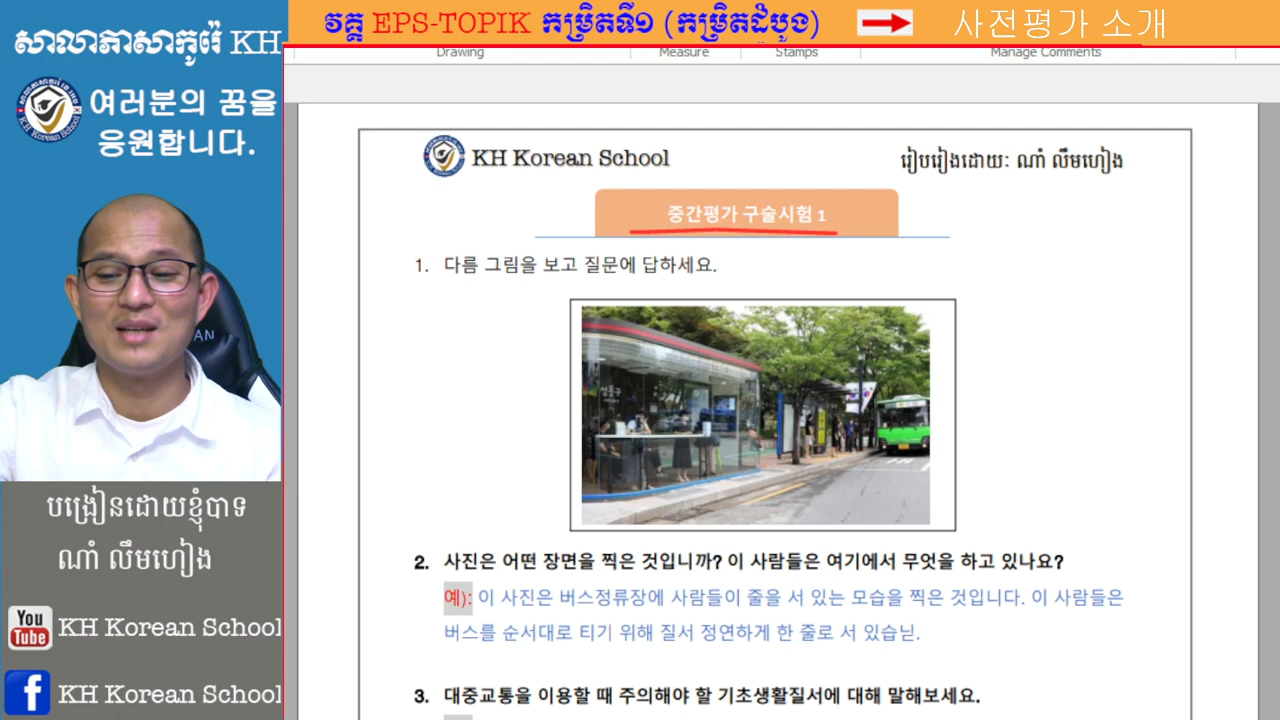 សាលាភាសាកូរ៉េ KH
여러분의 꿈을
응원합니다.
វគ្គ EPS-TOPIK កម្រិតទី១ (កម្រិតដំបូង)
사전평가 소개
Drawing
Measure
Stamps
Manage Comments
KH Korean School
រៀបរៀងដោយ: ណាំ លឹមហៀង
중간평가 구술시험 1
1. 다름 그림을 보고 질문에 답하세요.
성동구
2. 사진은 어떤 장면을 찍은 것입니까? 이 사람들은 여기에서 무엇을 하고 있나요?
예): 이 사진은 버스정류장에 사람들이 줄을 서 있는 모습을 찍은 것입니다. 이 사람들은
버스를 순서대로 티기 위해 질서 정연하게 한 줄로 서 있습닏.
3. 대중교통을 이용할 때 주의해야 할 기초생활질서에 대해 말해보세요.
បង្រៀនដោយខ្ញុំបាទ
ណាំ លឹមហៀង
You Tube KH Korean School
f KH Korean School